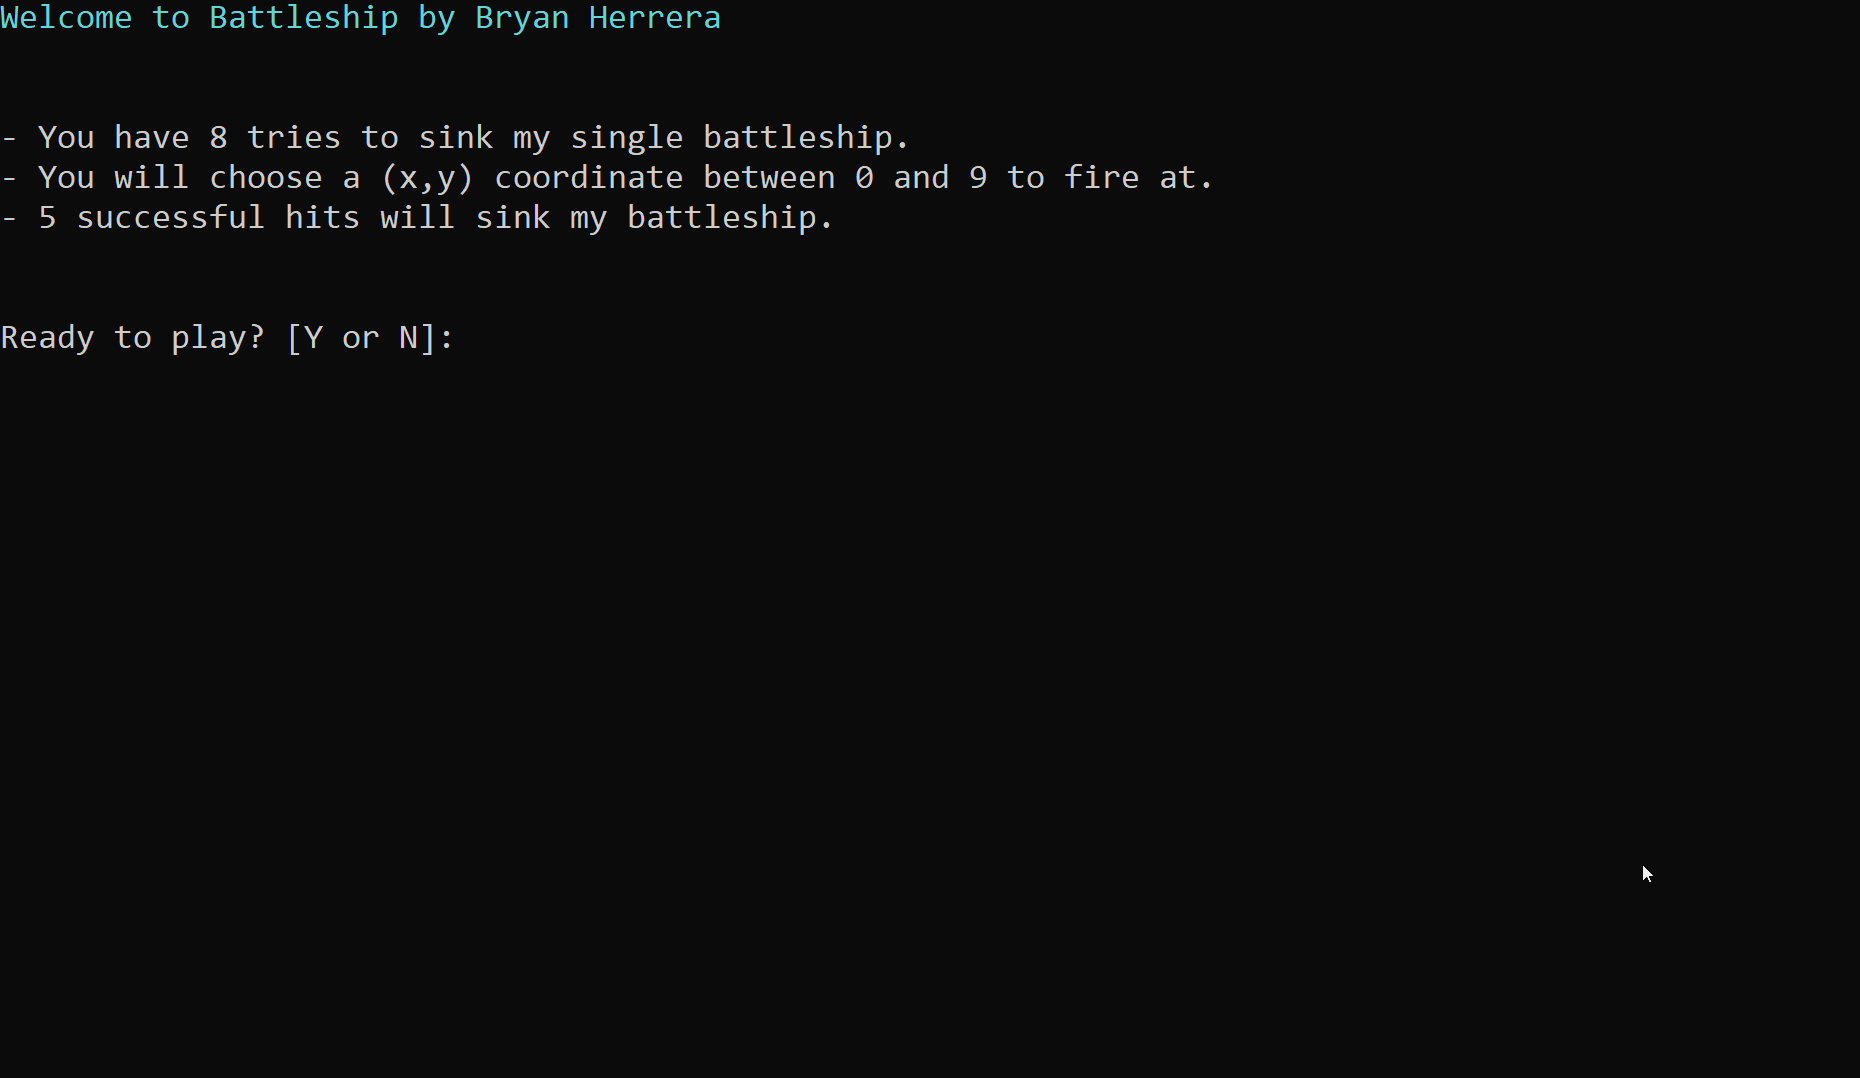 Welcome to Battleship by Bryan Herrera
- You have 8 tries to sink my single battleship.
- You will choose a (x,y) coordinate between 0 and 9 to fire at.
- 5 successful hits will sink my battleship.
Ready to play? [Y or N]: